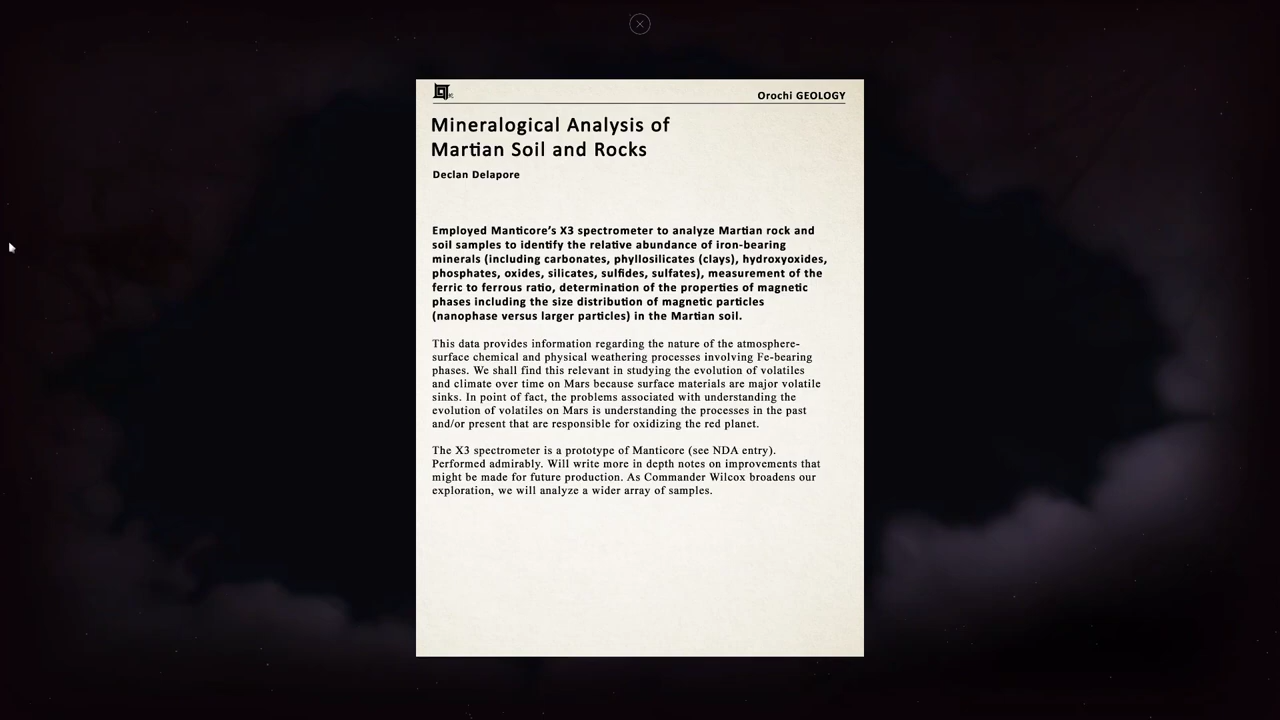 Orochi GEOLOGY
Mineralogical Analysis of
Martian Soil and Rocks
Declan Delapore
Employed Manticore's X3 spectrometer to analyze Martian rock and
soil samples to identify the relative abundance of iron-bearing
minerals (including carbonates, phyllosilicates (clays), hydroxyoxides,
phosphates, oxides, silicates, sulfides, sulfates), measurement of the
ferric to ferrous ratio, determination of the properties of magnetic
phases including the size distribution of magnetic particles
(nanophase versus larger particles) in the Martian soil.
This data provides information regarding the nature of the atmosphere-
surface chemical and physical weathering processes involving Fe-bearing
phases. We shall find this relevant in studying the evolution of volatiles
and climate over time on Mars because surface materials are major volatile
sinks. In point of fact, the problems associated with understanding the
evolution of volatiles on Mars is understanding the processes in the past
and/or present that are responsible for oxidizing the red planet.
The X3 spectrometer is a prototype of Manticore (see NDA entry).
Performed admirably. Will write more in depth notes on improvements that
might be made for future production. As Commander Wilcox broadens our
exploration, we will analyze a wider array of samples.